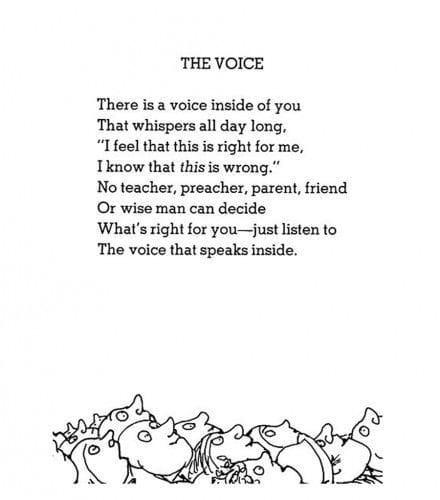 THE VOICE
There is a voice inside of you
That whispers all day long,
"I feel that this is right for me,
I know that this is wrong."
No teacher, preacher, parent, friend
Or wise man can decide
What's right for you—just listen to
The voice that speaks inside.